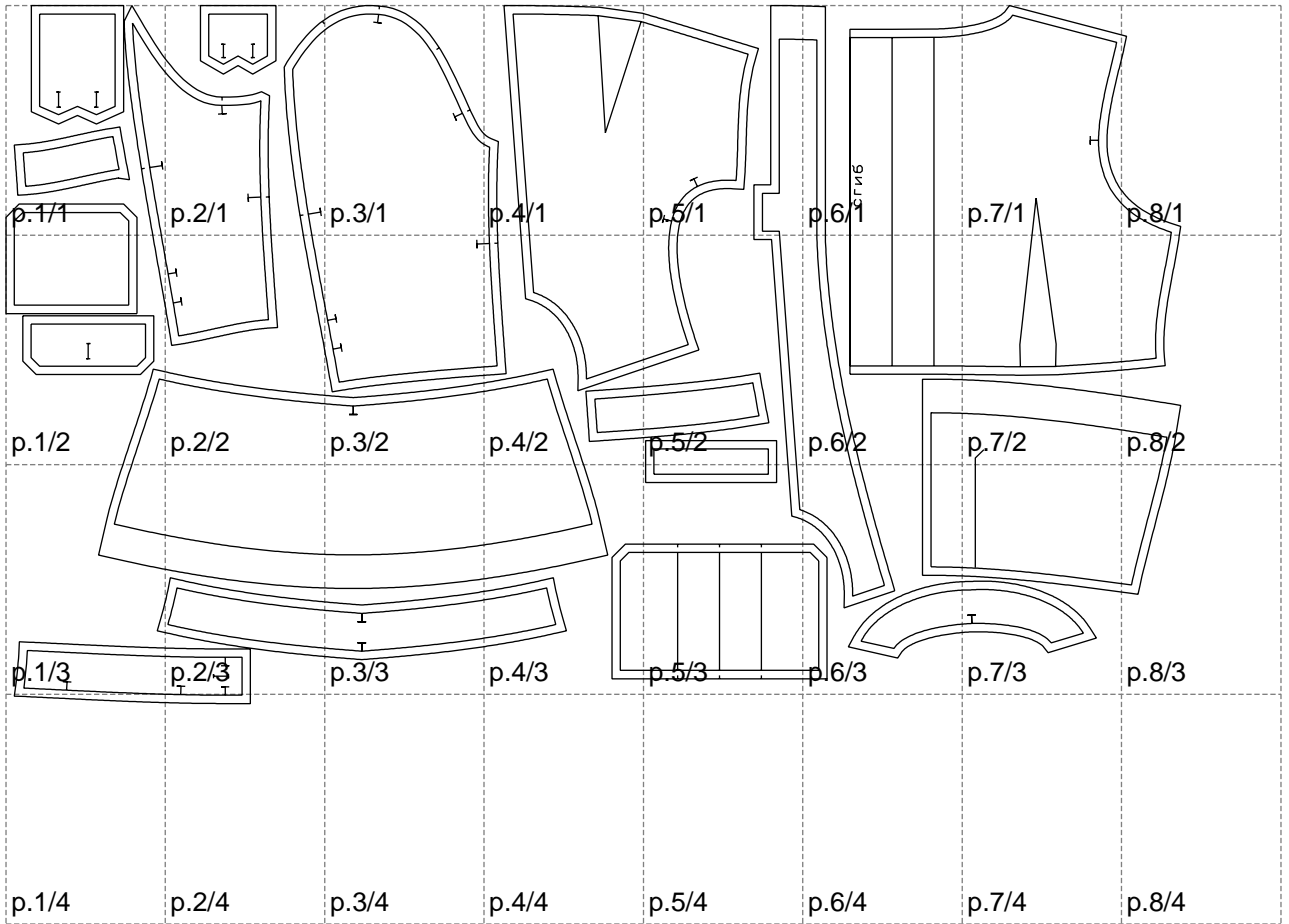 сгиб
p.1/1 p.2/1 p.3/1 p.4/1 p.5/1 p.6/1 p.7/1 p.8/1
p.1/2 p.2/2 p.3/2 p.4/2 p.5/2 p.6/2 p.7/2 p.8/2
p.1/3 p.2/3 p.3/3 p.4/3 p.5/3 p.6/3 p.7/3 p.8/3
p.1/4 p.2/4 p.3/4 p.4/4 p.5/4 p.6/4 p.7/4 p.8/4